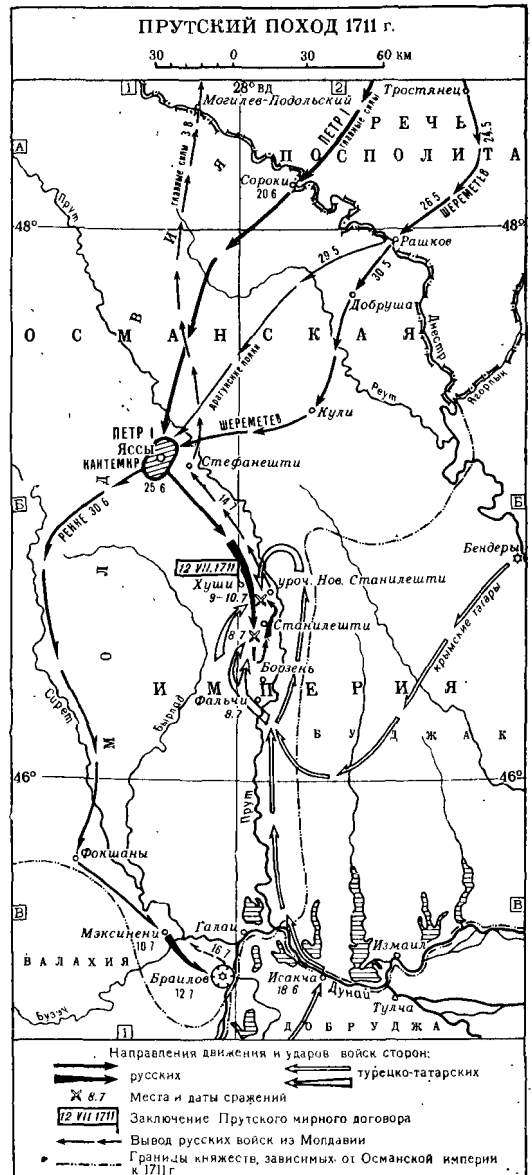 ПРУТСКИЙ ПОХОД 1711 г.
30 0 30 60 КМ
1 28° ВД 2
Могилев-Подольский
Тростянец
ПЕТР I
главные силы
РЕЧЬ
ПОСПОЛИТА
А
главные силы 3 8
24.5
Сороки
20 6
26.5
ШЕРЕМЕТЕВ
Прут
48° 48°
Рашков
29.5
30.5
Добруша
ОСМАНСКАЯ
Днестр
драгунские полки
Реут
Ягорлык
Кули
ШЕРЕМЕТЕВ
ПЕТР I
Яссы
КАНТЕМИР
25 6
Стефанешти
РЕННЕ 30 6
14.7
Б Б
Бендеры
12 VII.1711
Хуши
9-10.7
уроч. Нов. Станилешти
8.7
Станилешти
крымские татары
Борзень
ИМПЕРИЯ
Фальчи
8.7
Сирет
Бырлад
БУДЖАК
МОЛДАВИЯ
46° 46°
Прут
Фокшаны
В В
Мэксинени
10 7
Галац
16.7
ВАЛАХИЯ
Браилов
12 7
Исакча
18 6
Измаил
Дунай
Тулча
Бузэу
1 ДОБРУДЖА
Направления движения и ударов войск сторон:
русских турецко-татарских
8.7 Места и даты сражений
12 VII 1711 Заключение Прутского мирного договора
Вывод русских войск из Молдавии
Границы княжеств, зависимых от Османской империи
к 1711 г